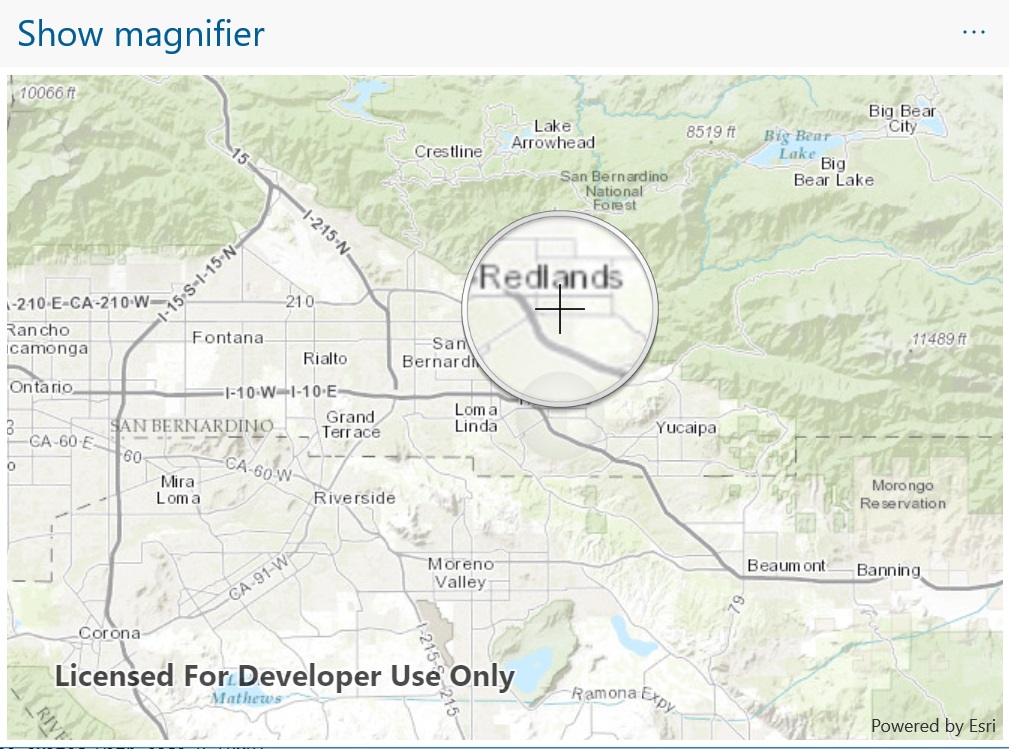 Show magnifier
...
10066 ft
15
Crestline
Lake
Arrowhead
8519 ft
Big Bear
City
Big Bear
Lake
Big
Bear Lake
San Bernardino
National
Forest
I-215-N
I-15-S-I-15-N
-210-E-CA-210-W
210
Redlands
Rancho
camonga
Fontana
Rialto
San
Bernardi
11489 ft
Ontario
I-10-W
I-10-E
Grand
Terrace
Loma
Linda
Yucaipa
SAN BERNARDINO
CA-60 E
60
CA-60-W
Mira
Loma
Riverside
Morongo
Reservation
Moreno
Valley
Beaumont
Banning
CA-91-W
79
Corona
I-215-S
215
Licensed For Developer Use Only
Mathews
Ramona Expy
Powered by Esri